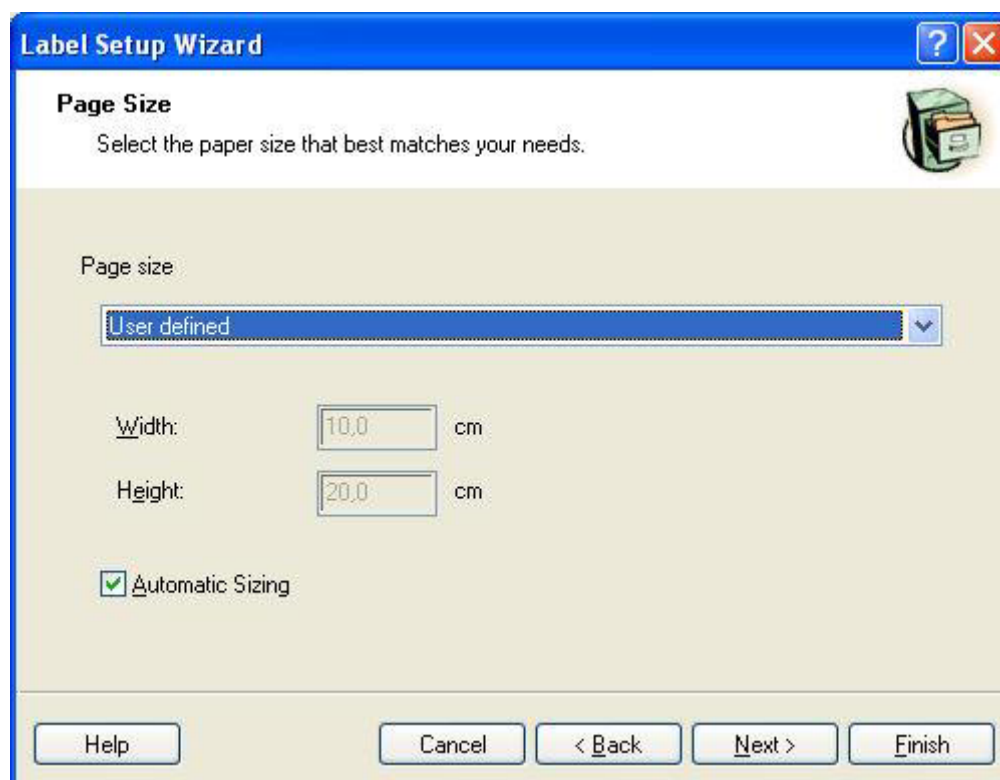 Label Setup Wizard
?
Page Size
Select the paper size that best matches your needs.
Page size
User defined
Width: 10,0 cm
Height: 20,0 cm
Automatic Sizing
Help Cancel < Back Next > Finish